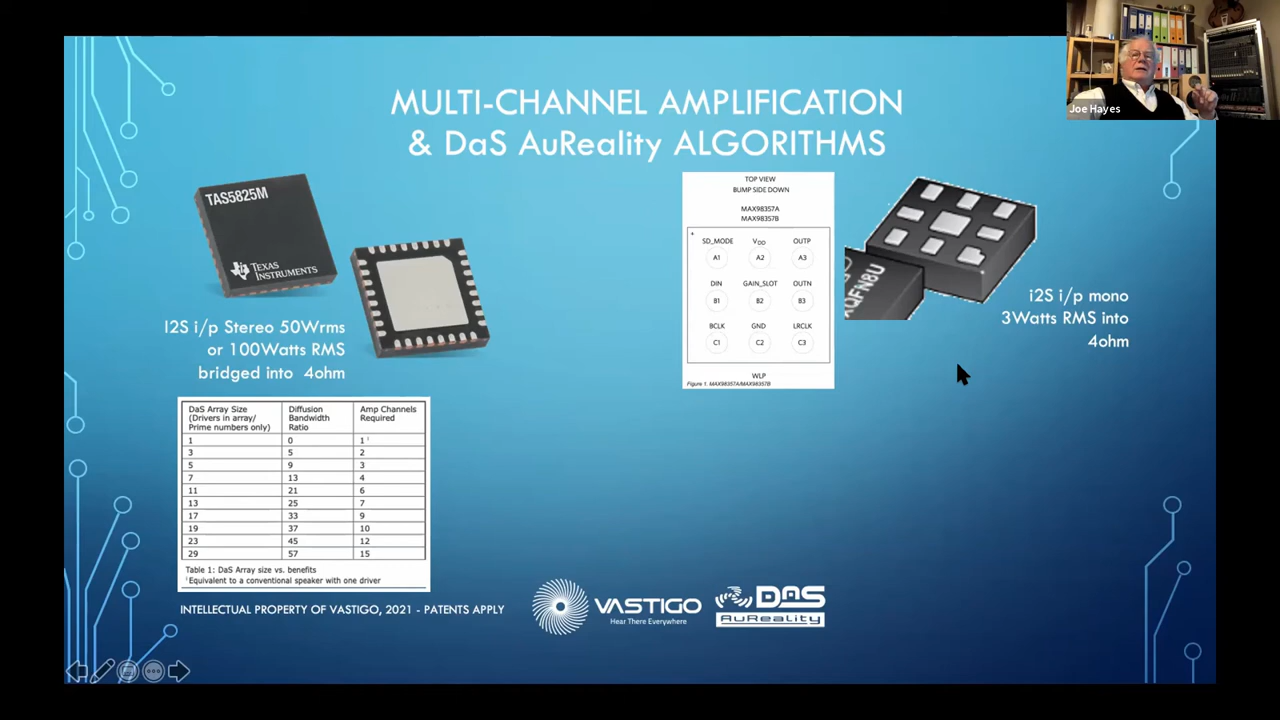 Joe Hayes
MULTI-CHANNEL AMPLIFICATION
& DaS AuReality ALGORITHMS
TAS5825M
TEXAS
INSTRUMENTS
I2S i/p Stereo 50Wrms
or 100Watts RMS
bridged into 4ohm
TOP VIEW
BUMP SIDE DOWN
MAX98357A
MAX98357B
+
SD_MODE VDD OUTP
A1 A2 A3
DIN GAIN_SLOT OUTN
B1 B2 B3
BCLK GND LRCLK
C1 C2 C3
WLP
Figure 1. MAX98357A/MAX98357B
QFN8U
i2S i/p mono
3Watts RMS into
4ohm
DaS Array Size Diffusion Amp Channels
(Drivers in array/ Bandwidth Required
Prime numbers only) Ratio
1 0 1 ¹
3 5 2
5 9 3
7 13 4
11 21 6
13 25 7
17 33 9
19 37 10
23 45 12
29 57 15
Table 1: DaS Array size vs. benefits
¹Equivalent to a conventional speaker with one driver
INTELLECTUAL PROPERTY OF VASTIGO, 2021 - PATENTS APPLY
VASTIGO
Hear There Everywhere
DAS
AuReality